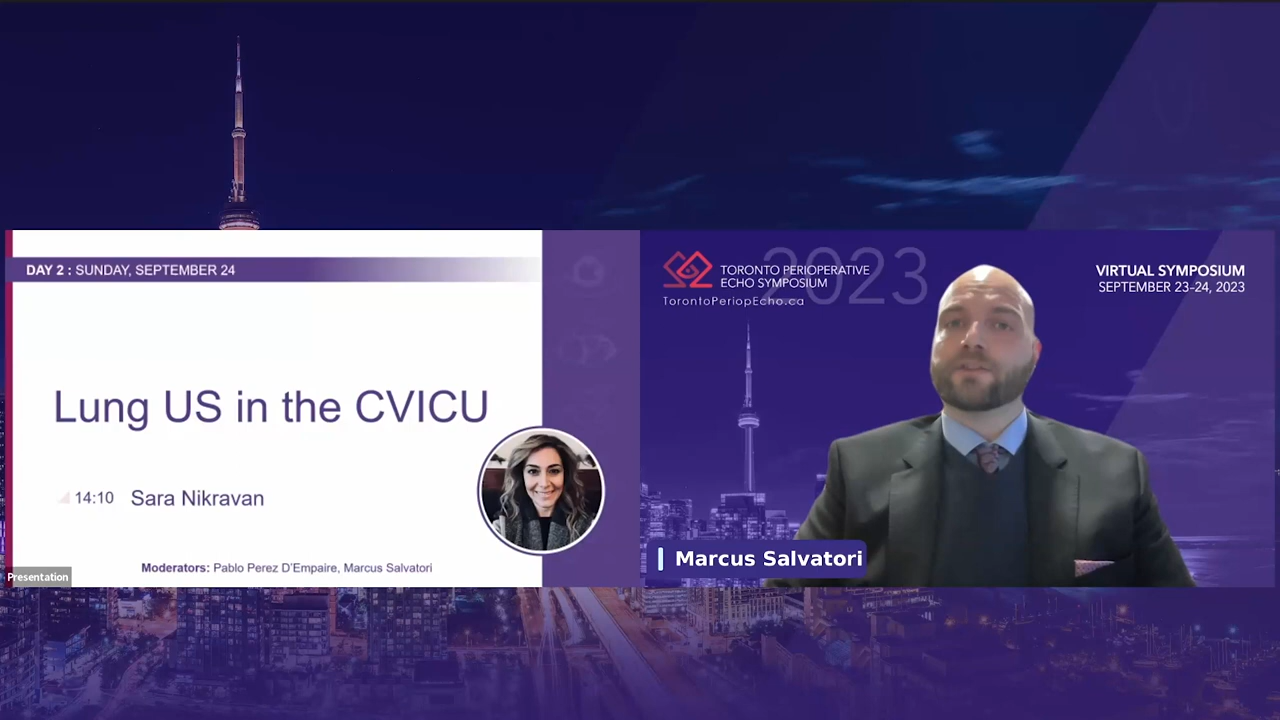 DAY 2 : SUNDAY, SEPTEMBER 24
Lung US in the CVICU
14:10 Sara Nikravan
Moderators: Pablo Perez D'Empaire, Marcus Salvatori
Presentation
2023
TORONTO PERIOPERATIVE
ECHO SYMPOSIUM
TorontoPeriopEcho.ca
VIRTUAL SYMPOSIUM
SEPTEMBER 23-24, 2023
Marcus Salvatori